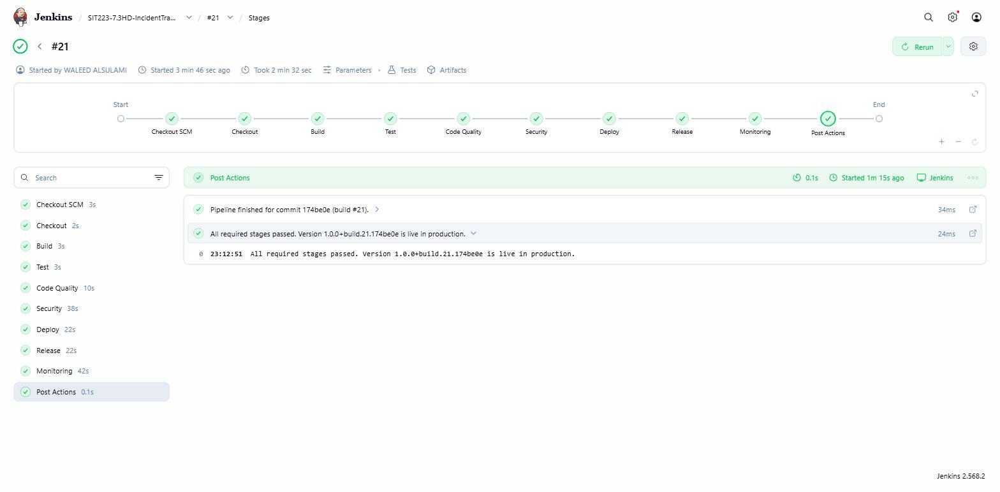 Jenkins / SIT223-7.3HD-IncidentTra... / #21 / Stages
#21
Rerun
Started by WALEED ALSULAMI Started 3 min 46 sec ago Took 2 min 32 sec Parameters • Tests Artifacts
Start End
Checkout SCM Checkout Build Test Code Quality Security Deploy Release Monitoring Post Actions
Search
Checkout SCM 3s
Checkout 2s
Build 3s
Test 3s
Code Quality 10s
Security 38s
Deploy 22s
Release 22s
Monitoring 42s
Post Actions 0.1s
Post Actions 0.1s Started 1m 15s ago Jenkins
Pipeline finished for commit 174be0e (build #21). 34ms
All required stages passed. Version 1.0.0+build.21.174be0e is live in production. 24ms
0 23:12:51 All required stages passed. Version 1.0.0+build.21.174be0e is live in production.
Jenkins 2.568.2